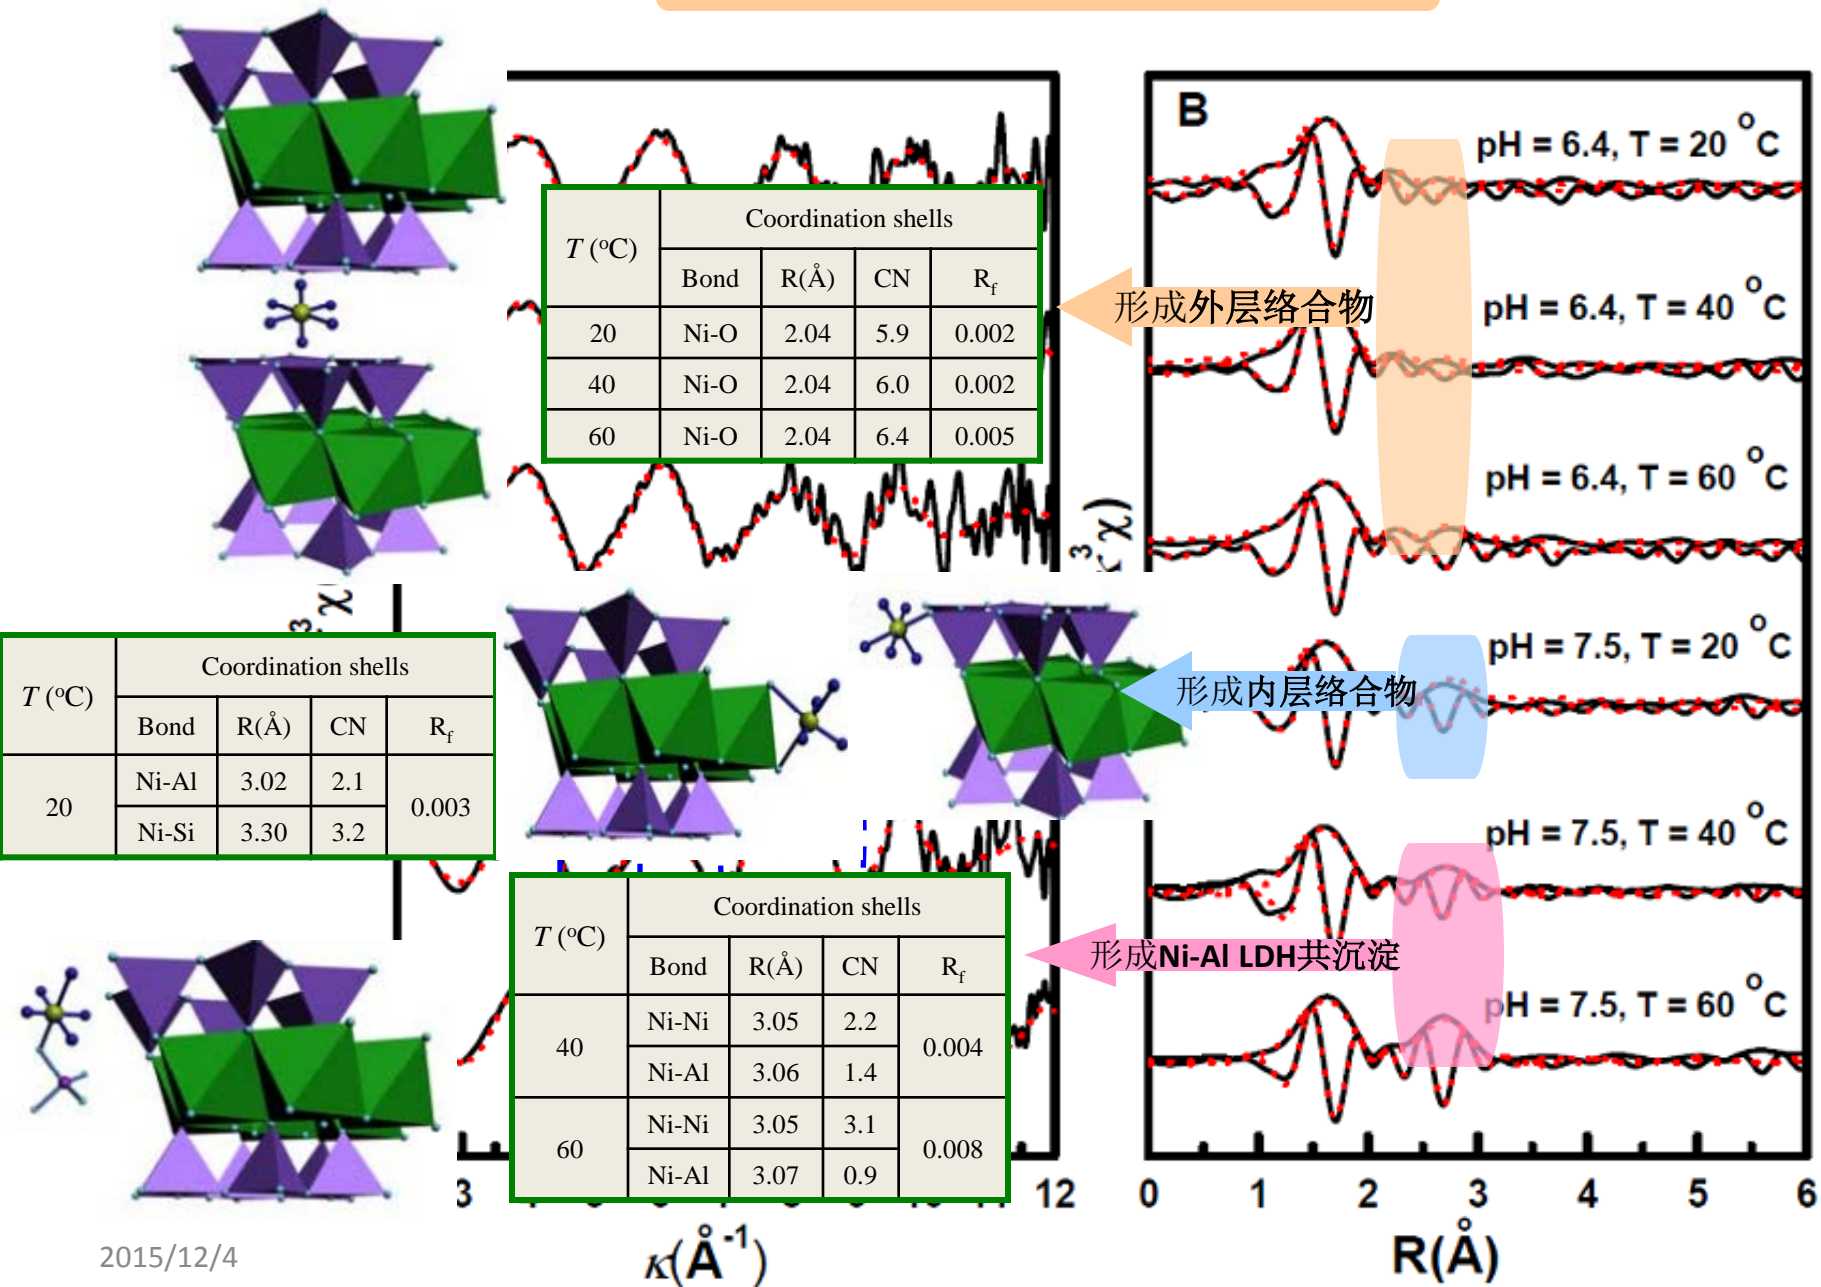 B
pH = 6.4, T = 20 °C
T (°C) Coordination shells
Bond R(Å) CN R_f
20 Ni-O 2.04 5.9 0.002
40 Ni-O 2.04 6.0 0.002
60 Ni-O 2.04 6.4 0.005
形成外层络合物
pH = 6.4, T = 40 °C
pH = 6.4, T = 60 °C
κ³χ)
³χ(
T (°C) Coordination shells
Bond R(Å) CN R_f
20 Ni-Al 3.02 2.1 0.003
Ni-Si 3.30 3.2
形成内层络合物
pH = 7.5, T = 20 °C
pH = 7.5, T = 40 °C
T (°C) Coordination shells
Bond R(Å) CN R_f
40 Ni-Ni 3.05 2.2 0.004
Ni-Al 3.06 1.4
60 Ni-Ni 3.05 3.1 0.008
Ni-Al 3.07 0.9
形成Ni-Al LDH共沉淀
pH = 7.5, T = 60 °C
3 12
0 1 2 3 4 5 6
κ(Å⁻¹)
R(Å)
2015/12/4